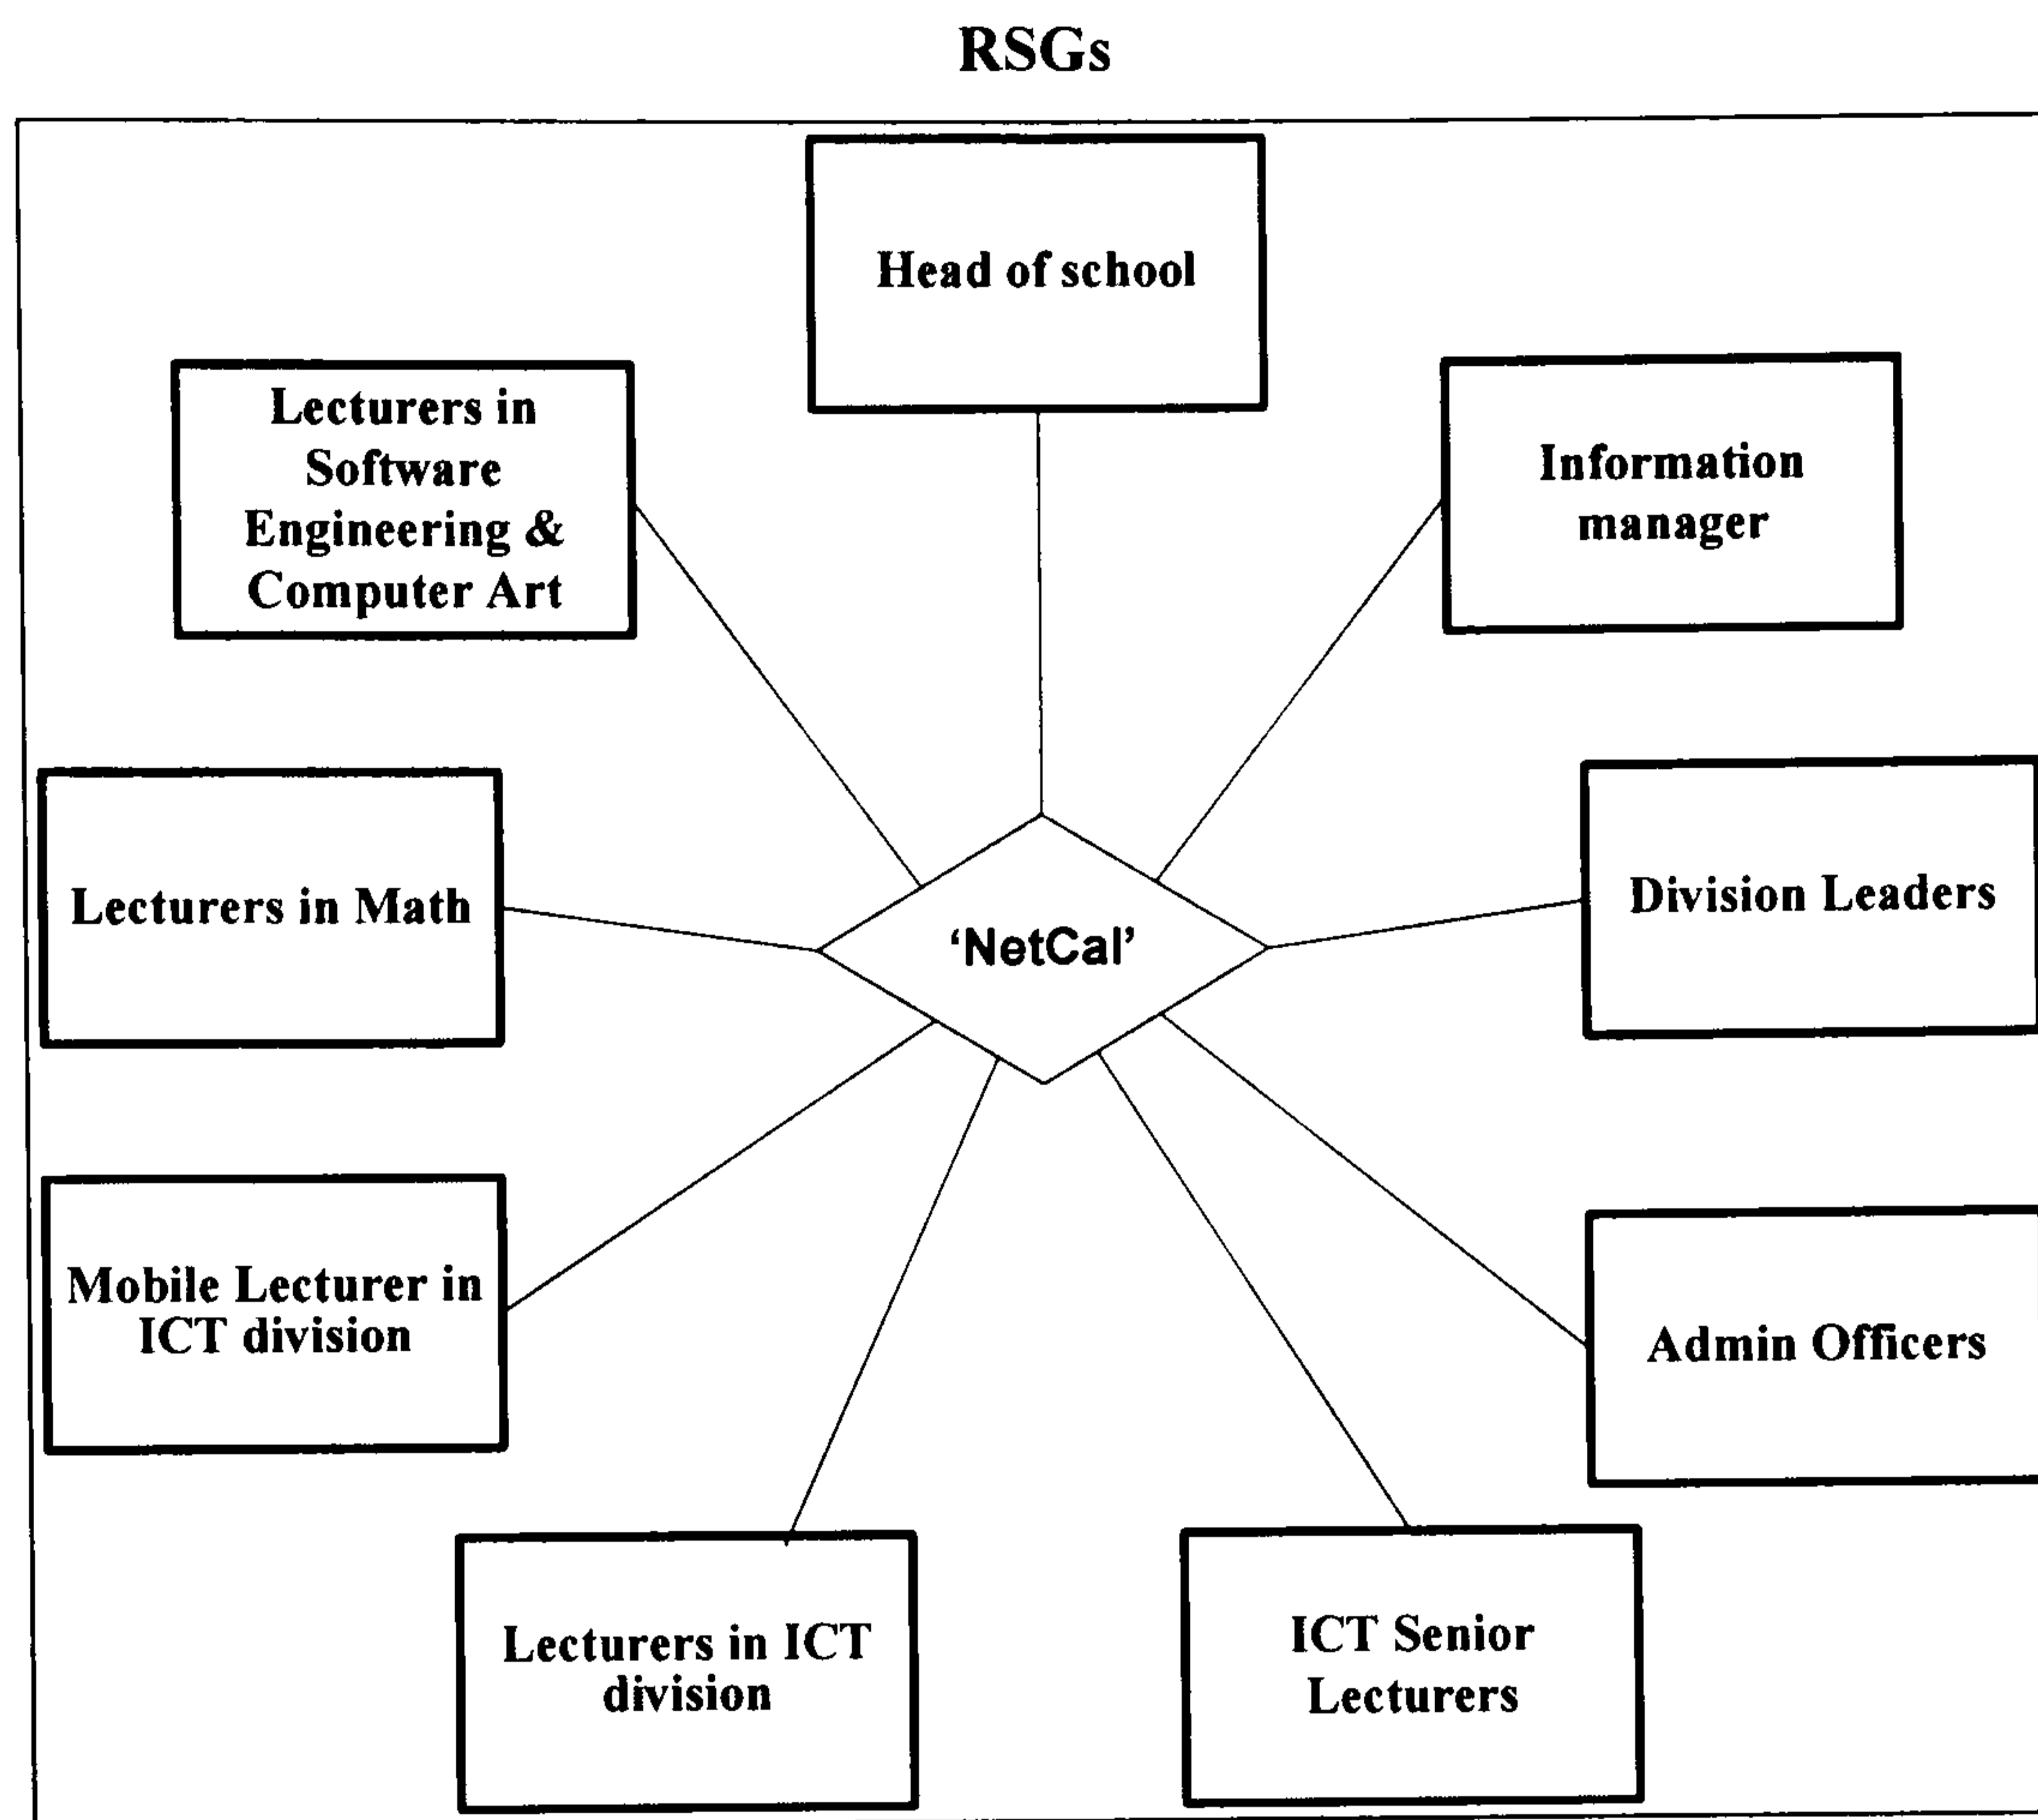 RSGs
Head of school
Lecturers in
Software
Engineering &
Computer Art
Information
manager
Lecturers in Math
‘NetCal’
Division Leaders
Mobile Lecturer in
ICT division
Admin Officers
Lecturers in ICT
division
ICT Senior
Lecturers